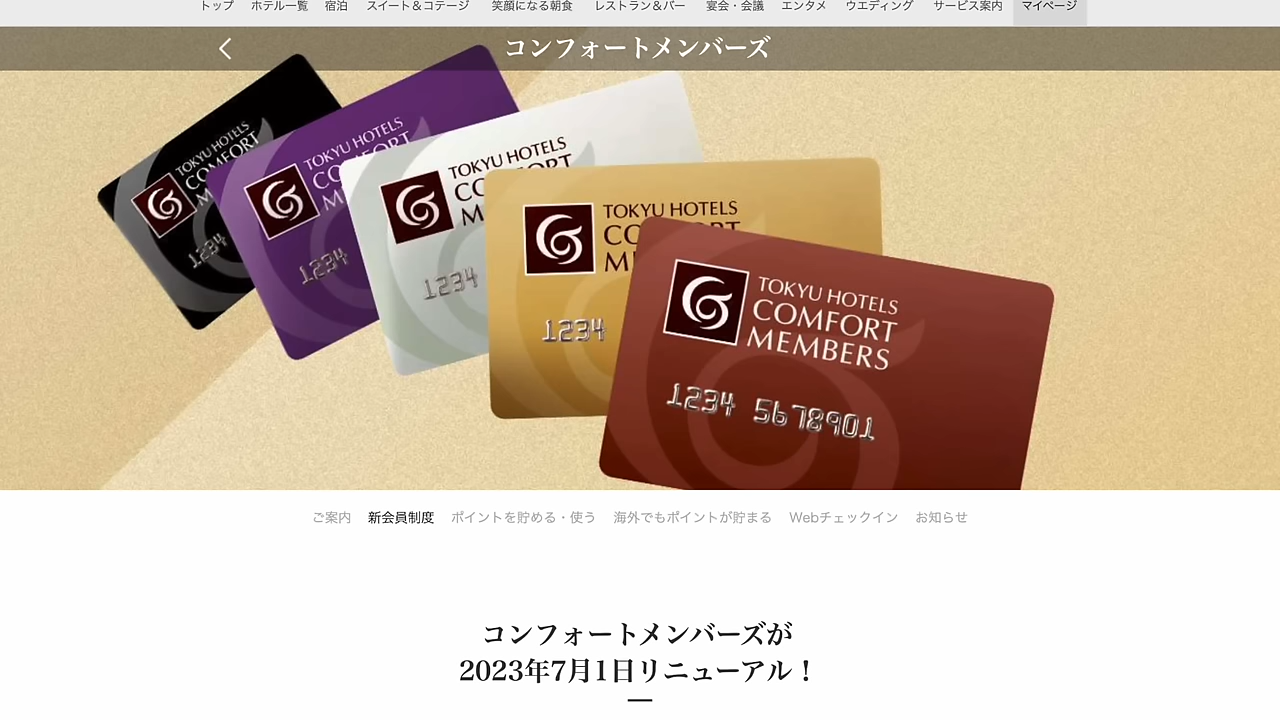 トップ ホテル一覧 宿泊 スイート＆コテージ 笑顔になる朝食 レストラン＆バー 宴会・会議 エンタメ ウエディング サービス案内 マイページ
コンフォートメンバーズ
TOKYU HOTELS
COMFORT
1234
TOKYU HOTELS
1234
TOKYU HOTELS
1234
TOKYU HOTELS
1234
TOKYU HOTELS
COMFORT
MEMBERS
1234 5678901
ご案内 新会員制度 ポイントを貯める・使う 海外でもポイントが貯まる Webチェックイン お知らせ
コンフォートメンバーズが
2023年7月1日リニューアル！